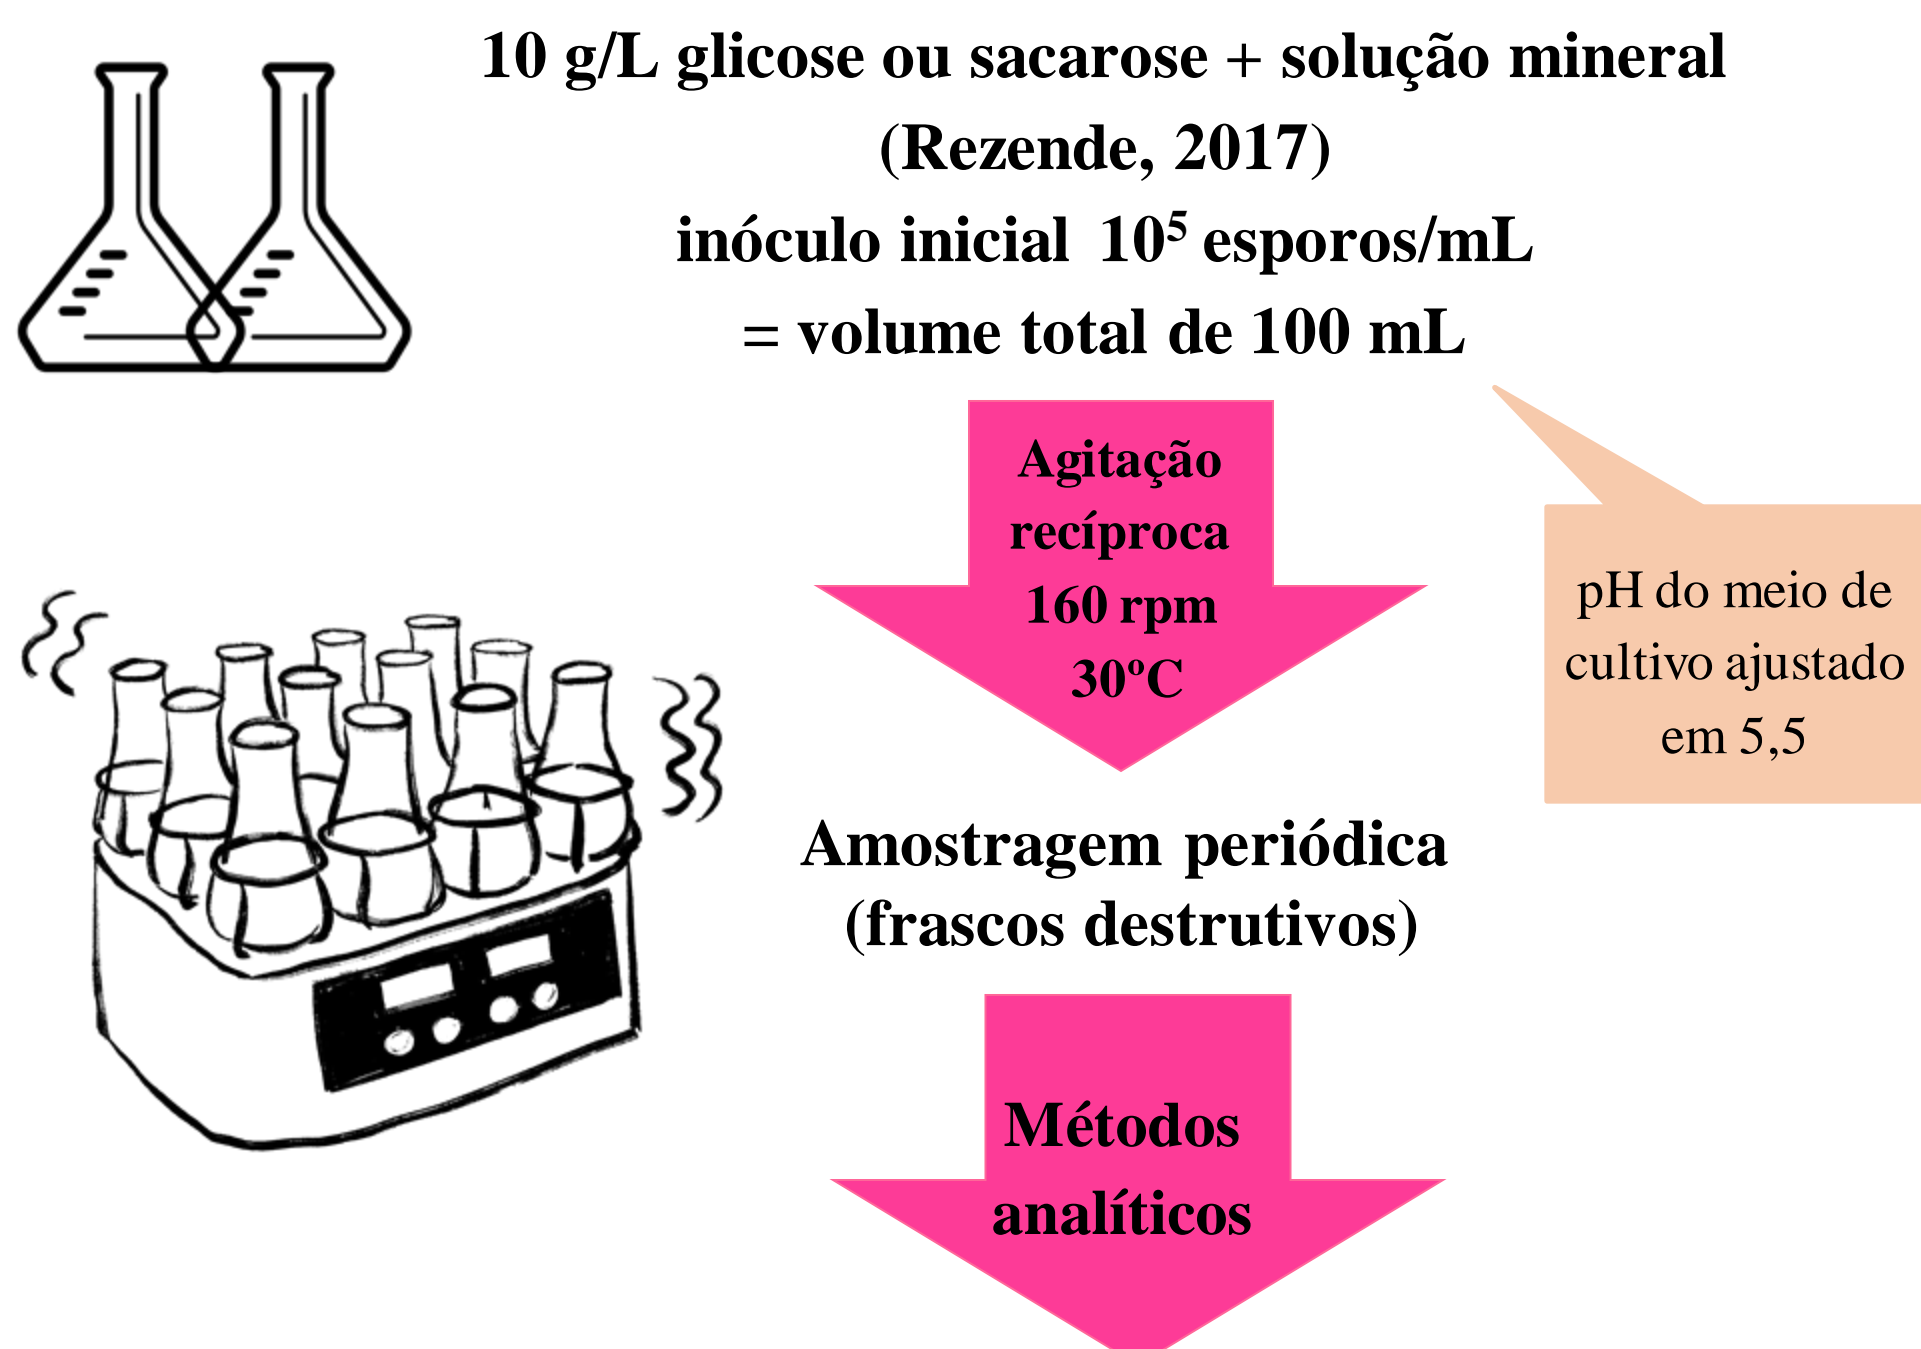 10 g/L glicose ou sacarose + solução mineral
(Rezende, 2017)
inóculo inicial 10⁵ esporos/mL
= volume total de 100 mL
Agitação
recíproca
160 rpm
30ºC
pH do meio de
cultivo ajustado
em 5,5
Amostragem periódica
(frascos destrutivos)
Métodos
analíticos